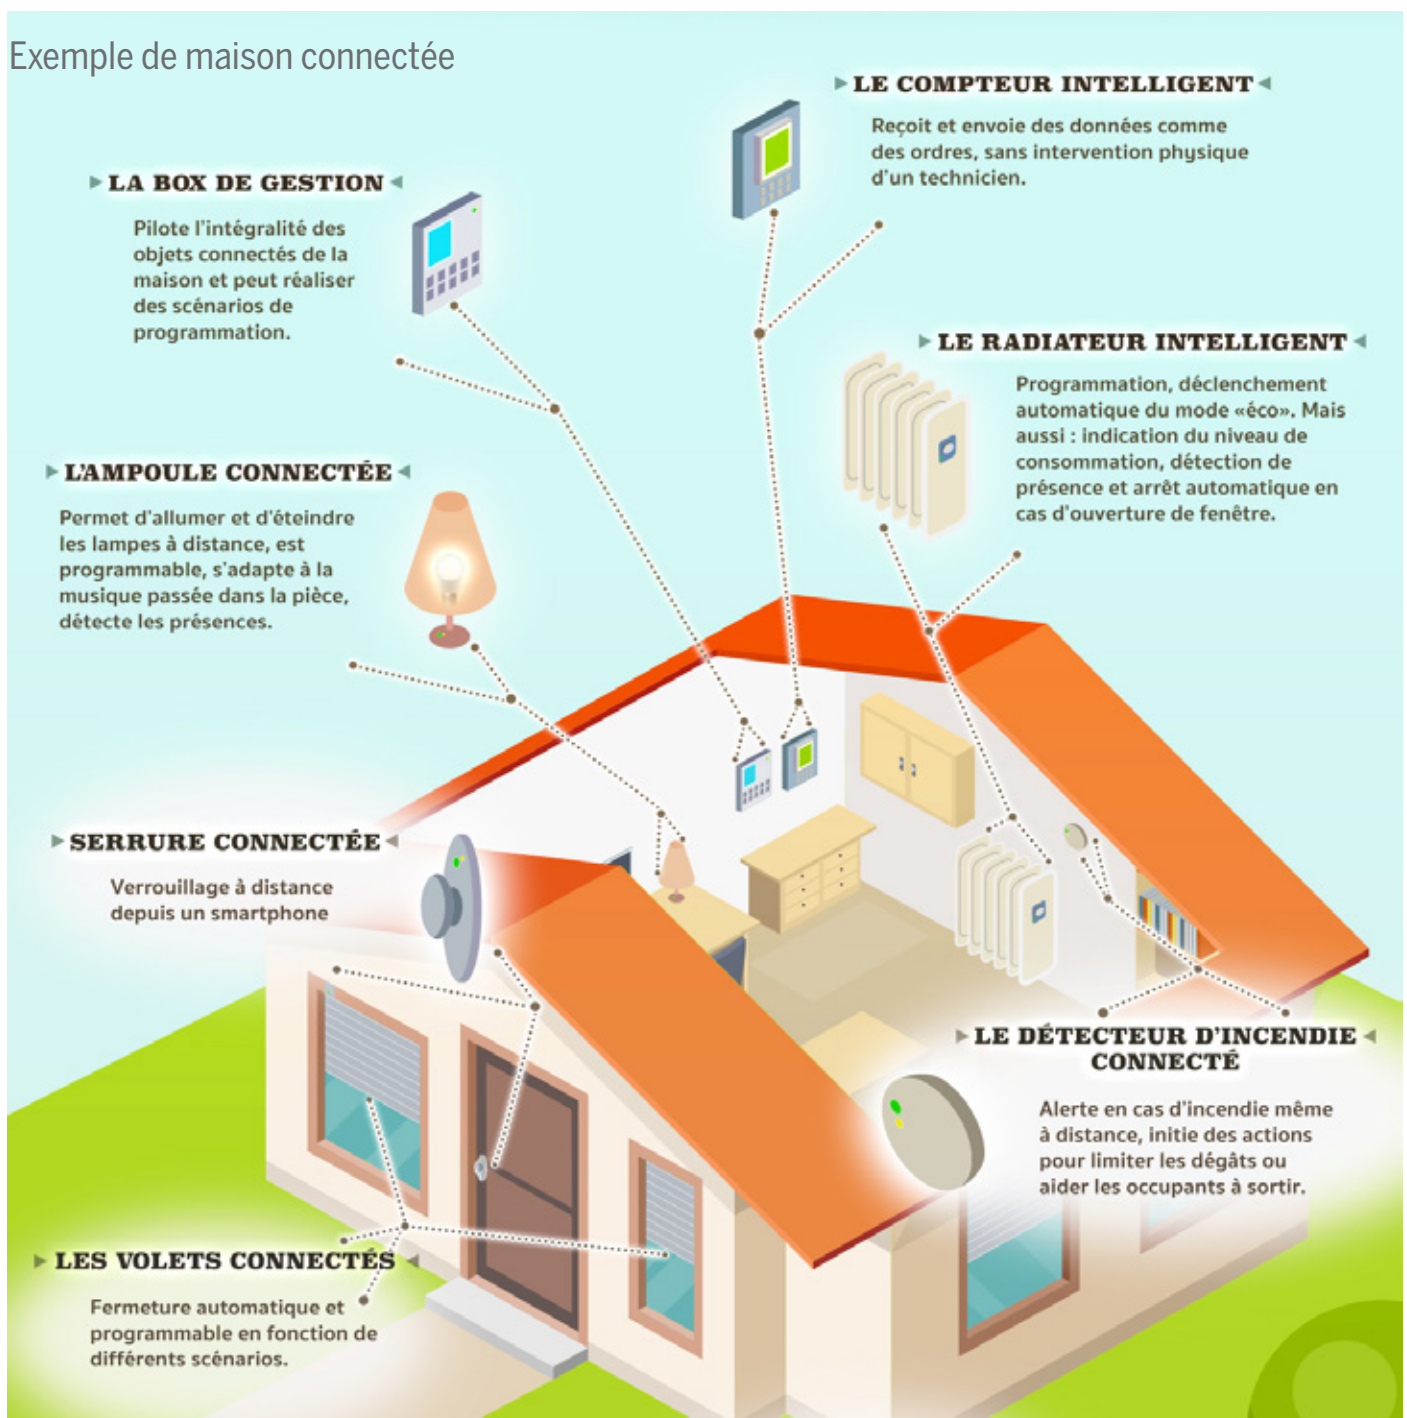 Exemple de maison connectée
LE COMPTEUR INTELLIGENT
Reçoit et envoie des données comme
des ordres, sans intervention physique
d'un technicien.
LA BOX DE GESTION
Pilote l'intégralité des
objets connectés de la
maison et peut réaliser
des scénarios de
programmation.
LE RADIATEUR INTELLIGENT
Programmation, déclenchement
automatique du mode «éco». Mais
aussi : indication du niveau de
consommation, détection de
présence et arrêt automatique en
cas d'ouverture de fenêtre.
L'AMPOULE CONNECTÉE
Permet d'allumer et d'éteindre
les lampes à distance, est
programmable, s'adapte à la
musique passée dans la pièce,
détecte les présences.
SERRURE CONNECTÉE
Verrouillage à distance
depuis un smartphone
LE DÉTECTEUR D'INCENDIE
CONNECTÉ
Alerte en cas d'incendie même
à distance, initie des actions
pour limiter les dégâts ou
aider les occupants à sortir.
LES VOLETS CONNECTÉS
Fermeture automatique et
programmable en fonction de
différents scénarios.